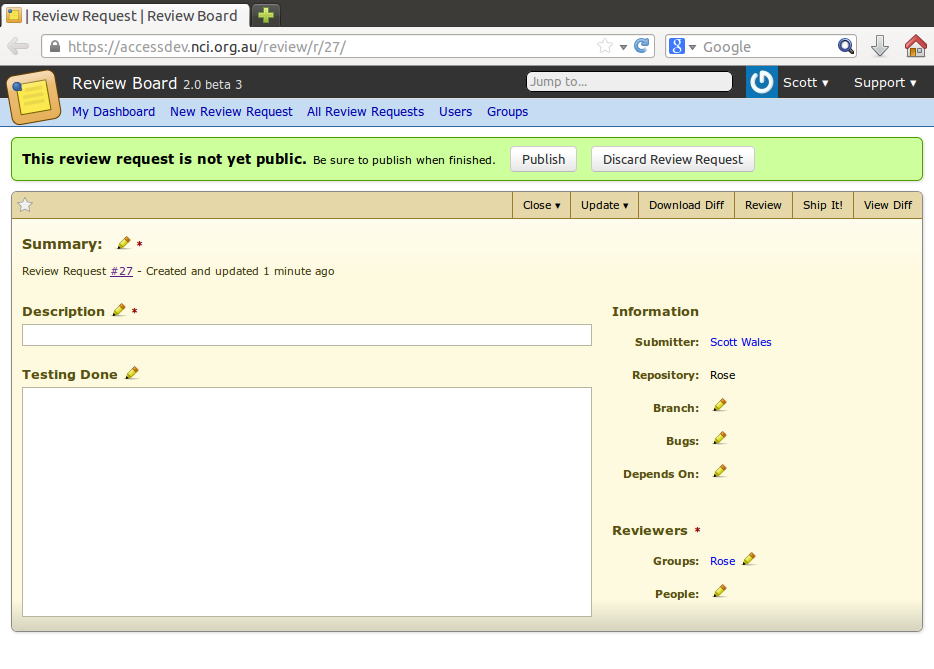 | Review Request | Review Board
https://accessdev.nci.org.au/review/r/27/
Google
Review Board 2.0 beta 3
Jump to...
Scott ▾
Support ▾
My Dashboard New Review Request All Review Requests Users Groups
This review request is not yet public. Be sure to publish when finished.
Publish
Discard Review Request
Close ▾ Update ▾ Download Diff Review Ship It! View Diff
Summary: *
Review Request #27 - Created and updated 1 minute ago
Description *
Testing Done
Information
Submitter: Scott Wales
Repository: Rose
Branch:
Bugs:
Depends On:
Reviewers *
Groups: Rose
People: